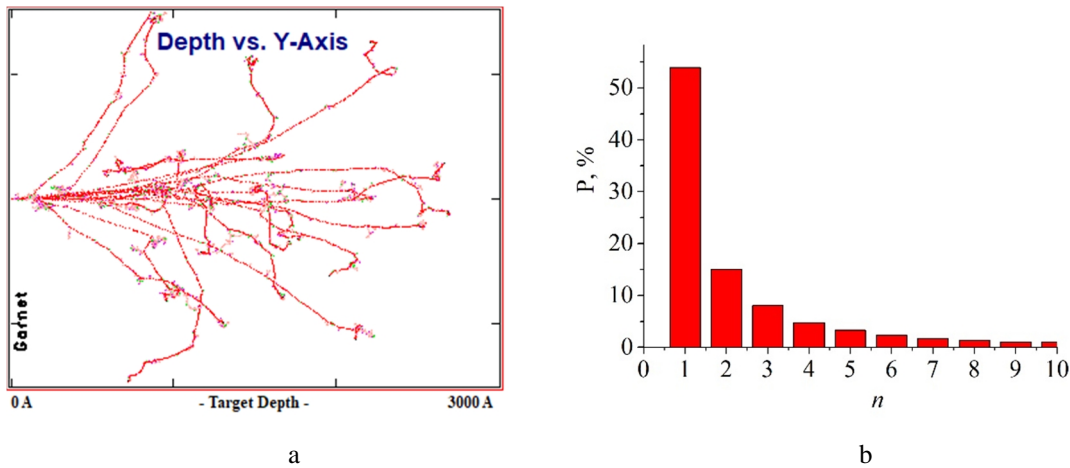 Depth vs. Y-Axis
Garnet
0 A - Target Depth - 3000 A
a
P, %
50
40
30
20
10
0
0 1 2 3 4 5 6 7 8 9 10
n
b